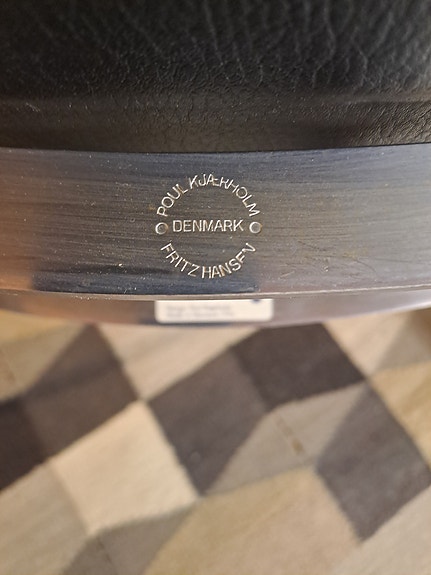 POUL KJÆRHOLM
DENMARK
FRITZ HANSEN